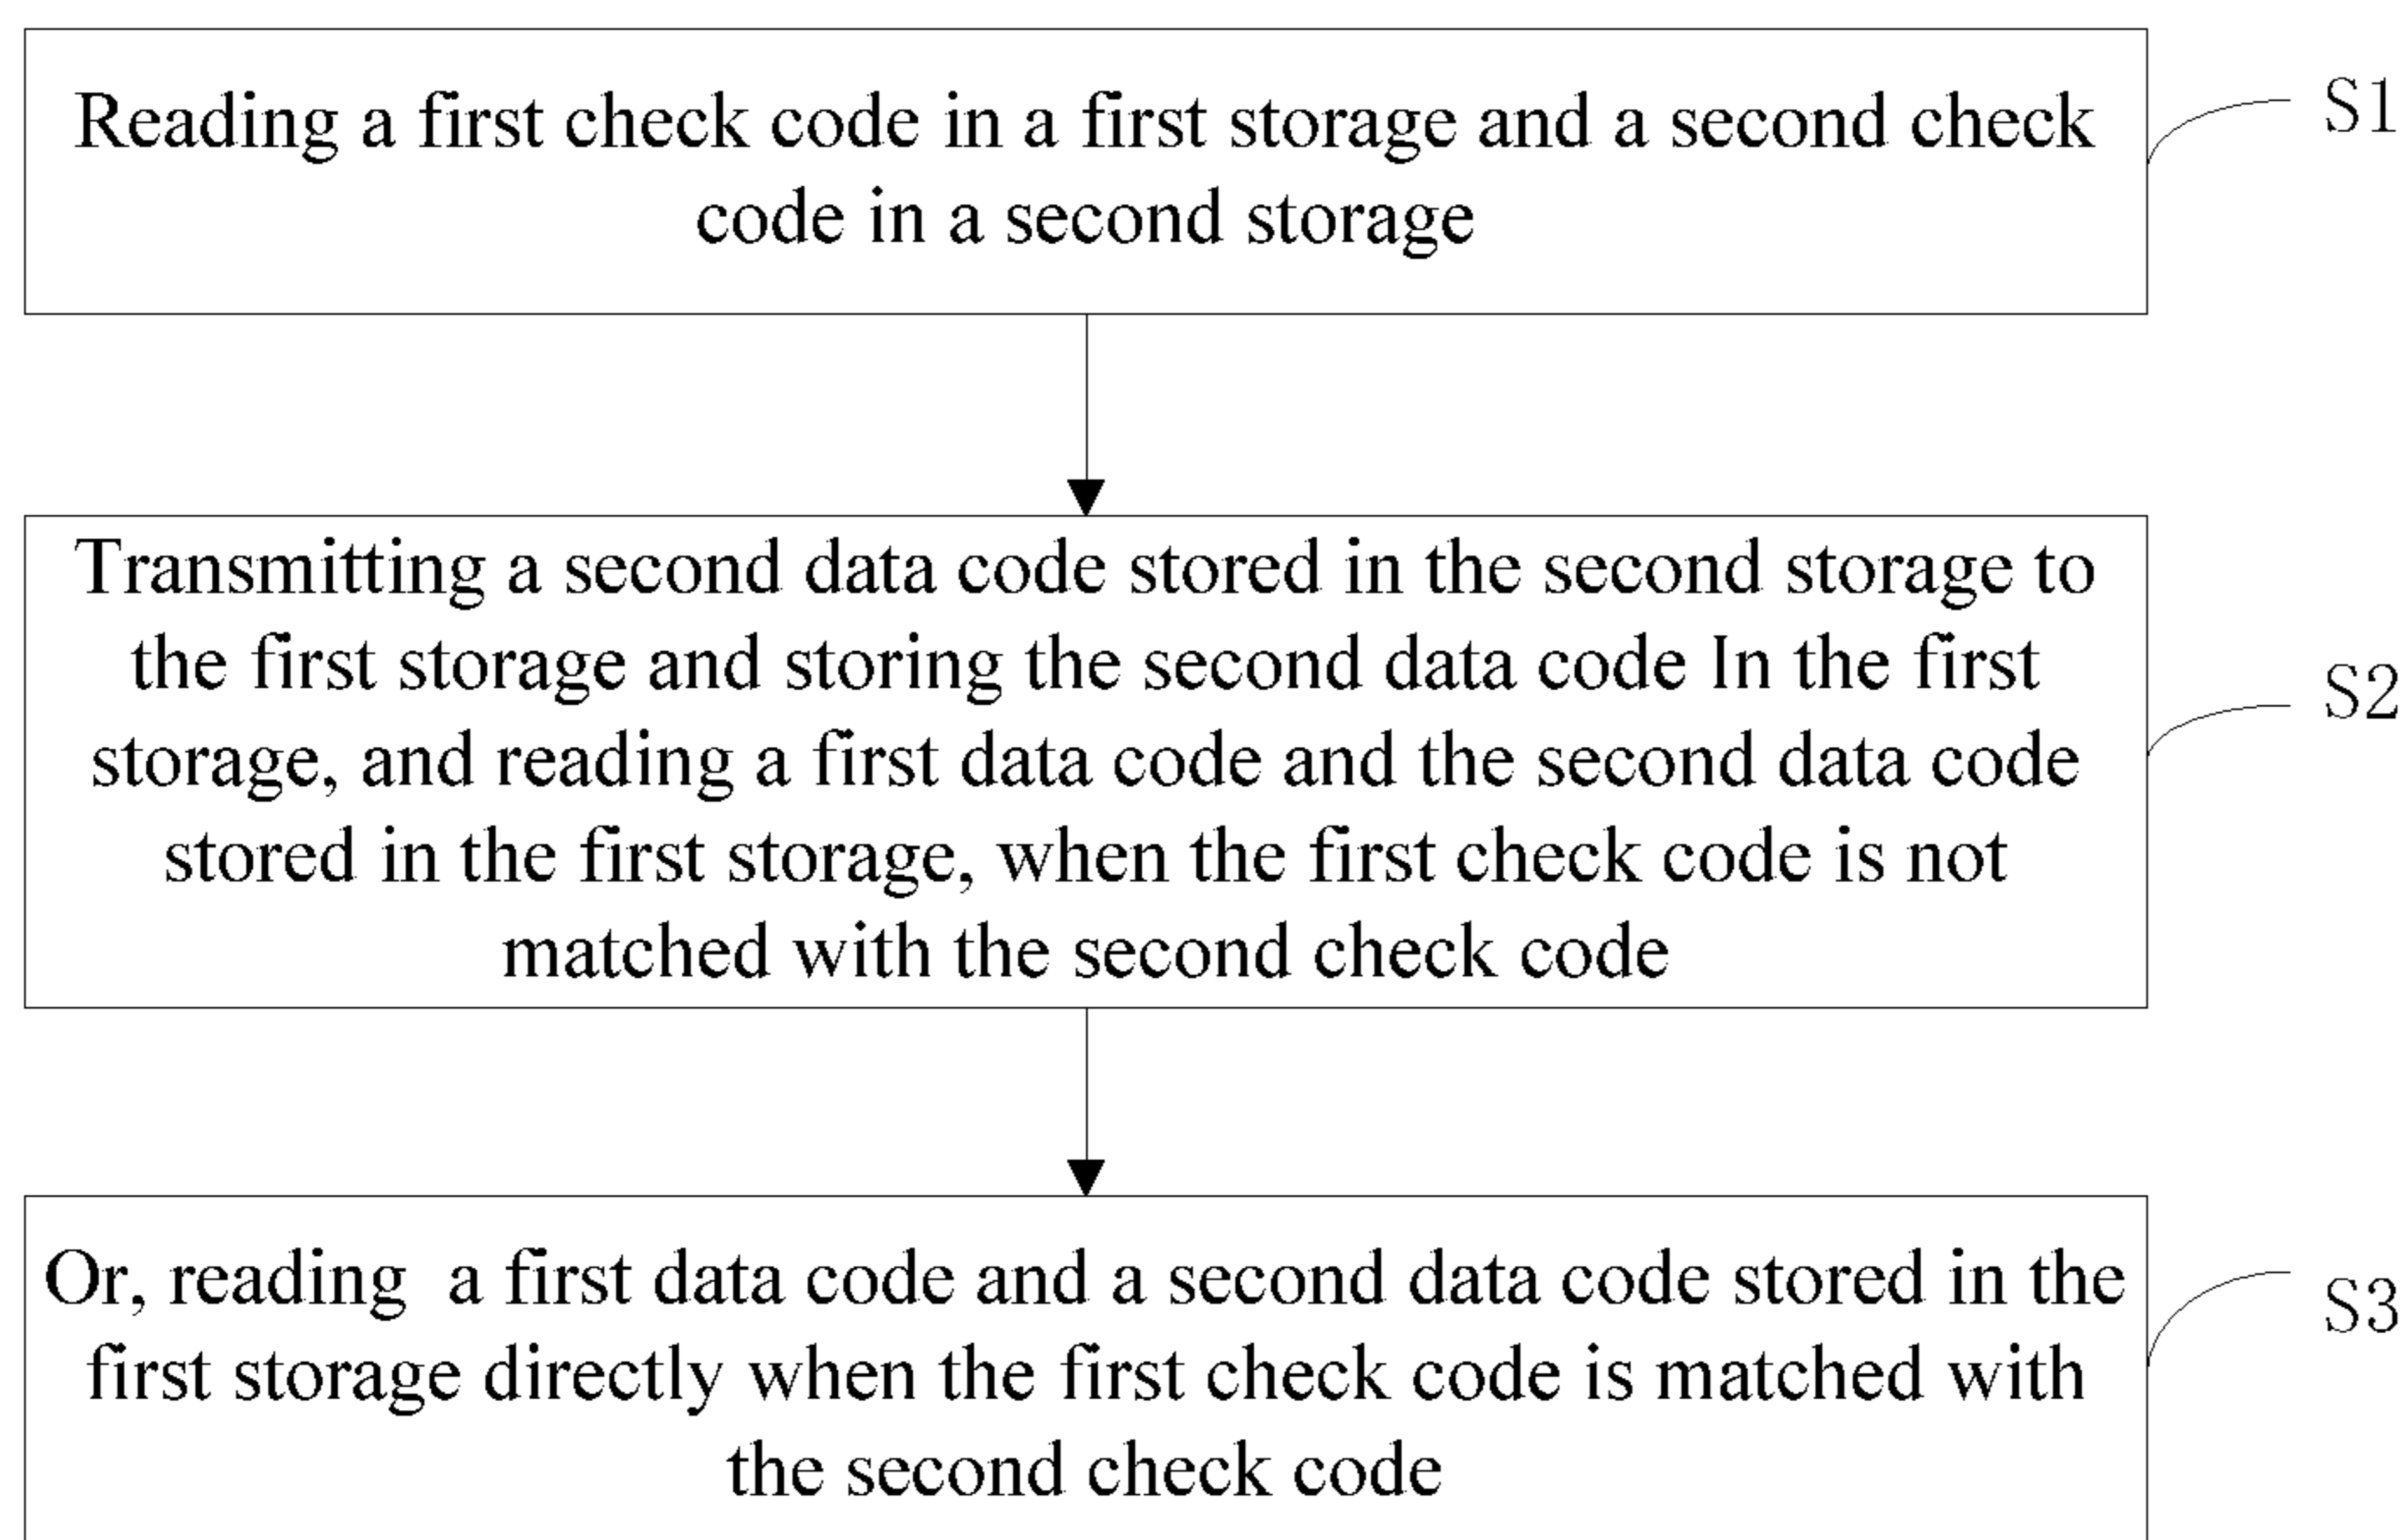 Reading a first check code in a first storage and a second check
code in a second storage
S1
Transmitting a second data code stored in the second storage to
the first storage and storing the second data code In the first
storage, and reading a first data code and the second data code
stored in the first storage, when the first check code is not
matched with the second check code
S2
Or, reading a first data code and a second data code stored in the
first storage directly when the first check code is matched with
the second check code
S3